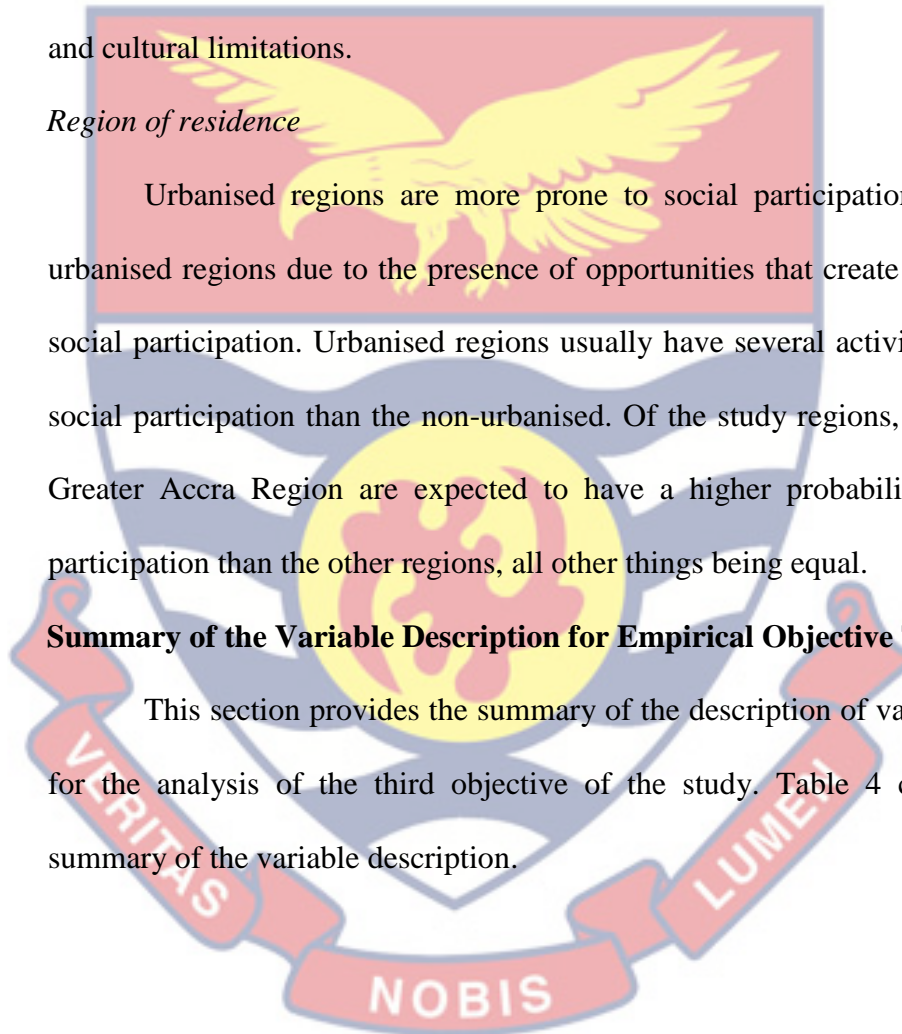 and cultural limitations.
Region of residence
Urbanised regions are more prone to social participation
urbanised regions due to the presence of opportunities that create
social participation. Urbanised regions usually have several activi
social participation than the non-urbanised. Of the study regions,
Greater Accra Region are expected to have a higher probabili
participation than the other regions, all other things being equal.
Summary of the Variable Description for Empirical Objective
This section provides the summary of the description of va
for the analysis of the third objective of the study. Table 4 c
summary of the variable description.
VERITAS
NOBIS
LUMEN